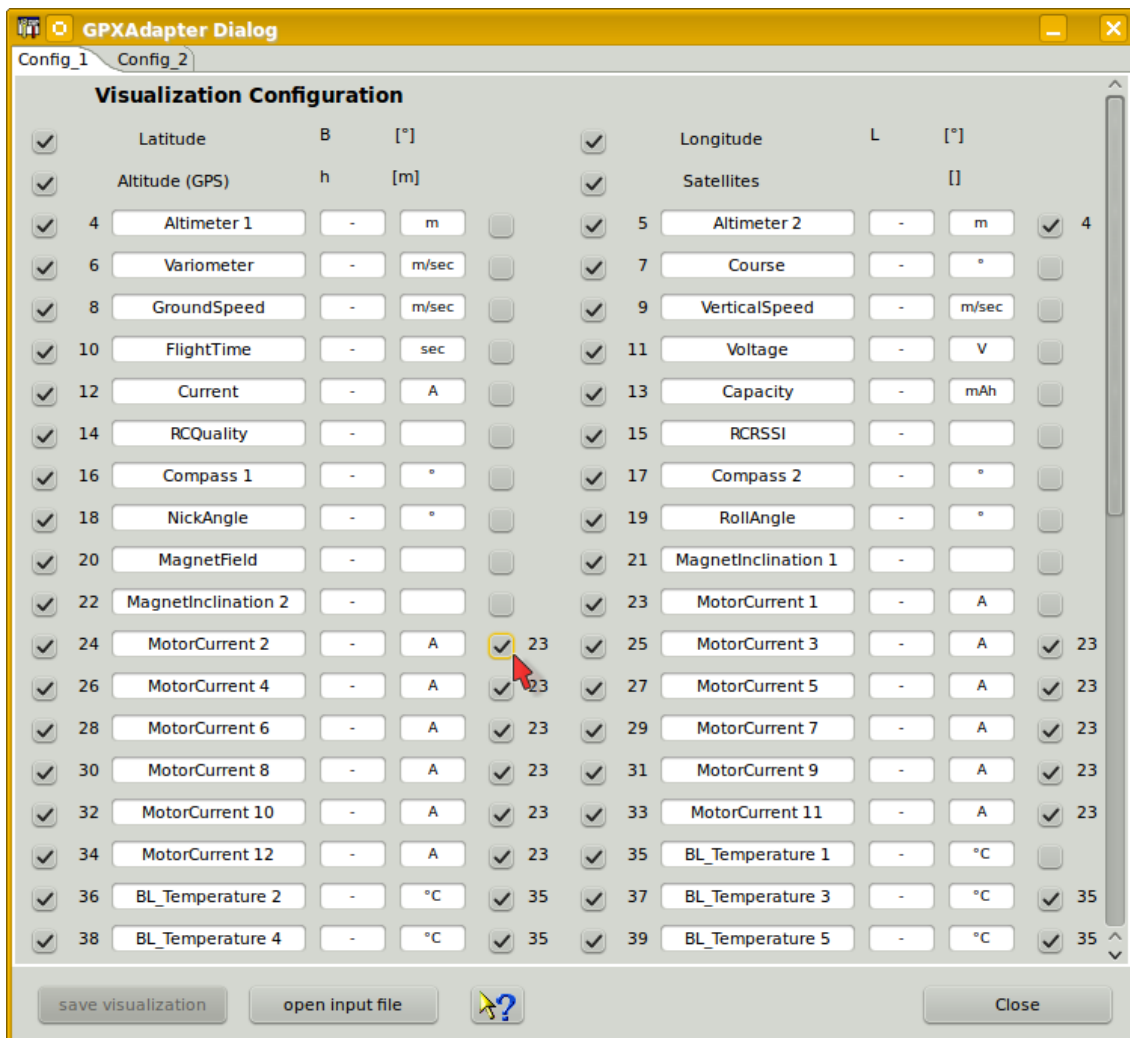 GPXAdapter Dialog
Config_1 Config_2
Visualization Configuration
Latitude B [°] Longitude L [°]
Altitude (GPS) h [m] Satellites []
4 Altimeter 1 - m 5 Altimeter 2 - m 4
6 Variometer - m/sec 7 Course - °
8 GroundSpeed - m/sec 9 VerticalSpeed - m/sec
10 FlightTime - sec 11 Voltage - V
12 Current - A 13 Capacity - mAh
14 RCQuality - 15 RCRSSI -
16 Compass 1 - ° 17 Compass 2 - °
18 NickAngle - ° 19 RollAngle - °
20 MagnetField - 21 MagnetInclination 1 -
22 MagnetInclination 2 - 23 MotorCurrent 1 - A
24 MotorCurrent 2 - A 23 25 MotorCurrent 3 - A 23
26 MotorCurrent 4 - A 23 27 MotorCurrent 5 - A 23
28 MotorCurrent 6 - A 23 29 MotorCurrent 7 - A 23
30 MotorCurrent 8 - A 23 31 MotorCurrent 9 - A 23
32 MotorCurrent 10 - A 23 33 MotorCurrent 11 - A 23
34 MotorCurrent 12 - A 23 35 BL_Temperature 1 - °C
36 BL_Temperature 2 - °C 35 37 BL_Temperature 3 - °C 35
38 BL_Temperature 4 - °C 35 39 BL_Temperature 5 - °C 35
save visualization open input file ? Close